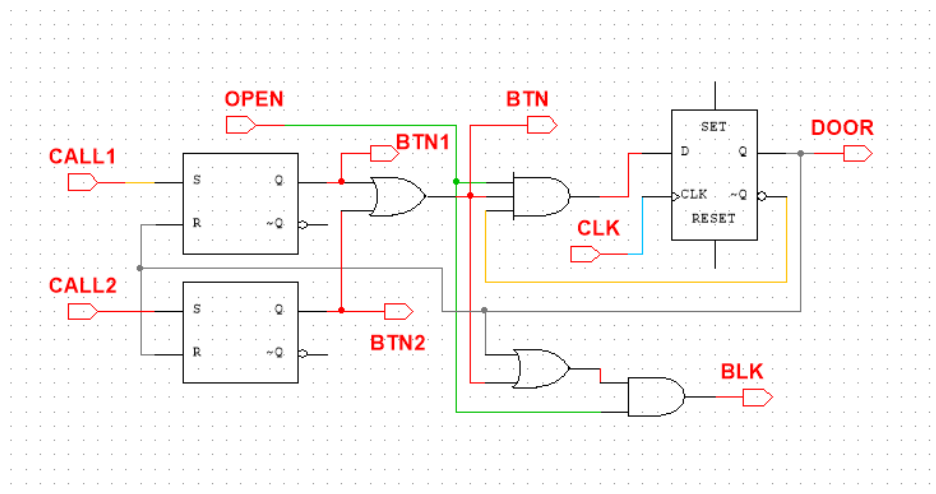 OPEN
BTN
BTN1
CALL1
SET
DOOR
S
Q
D
Q
R
~Q
CLK
CLK
~Q
RESET
CALL2
S
Q
BTN2
R
~Q
BLK